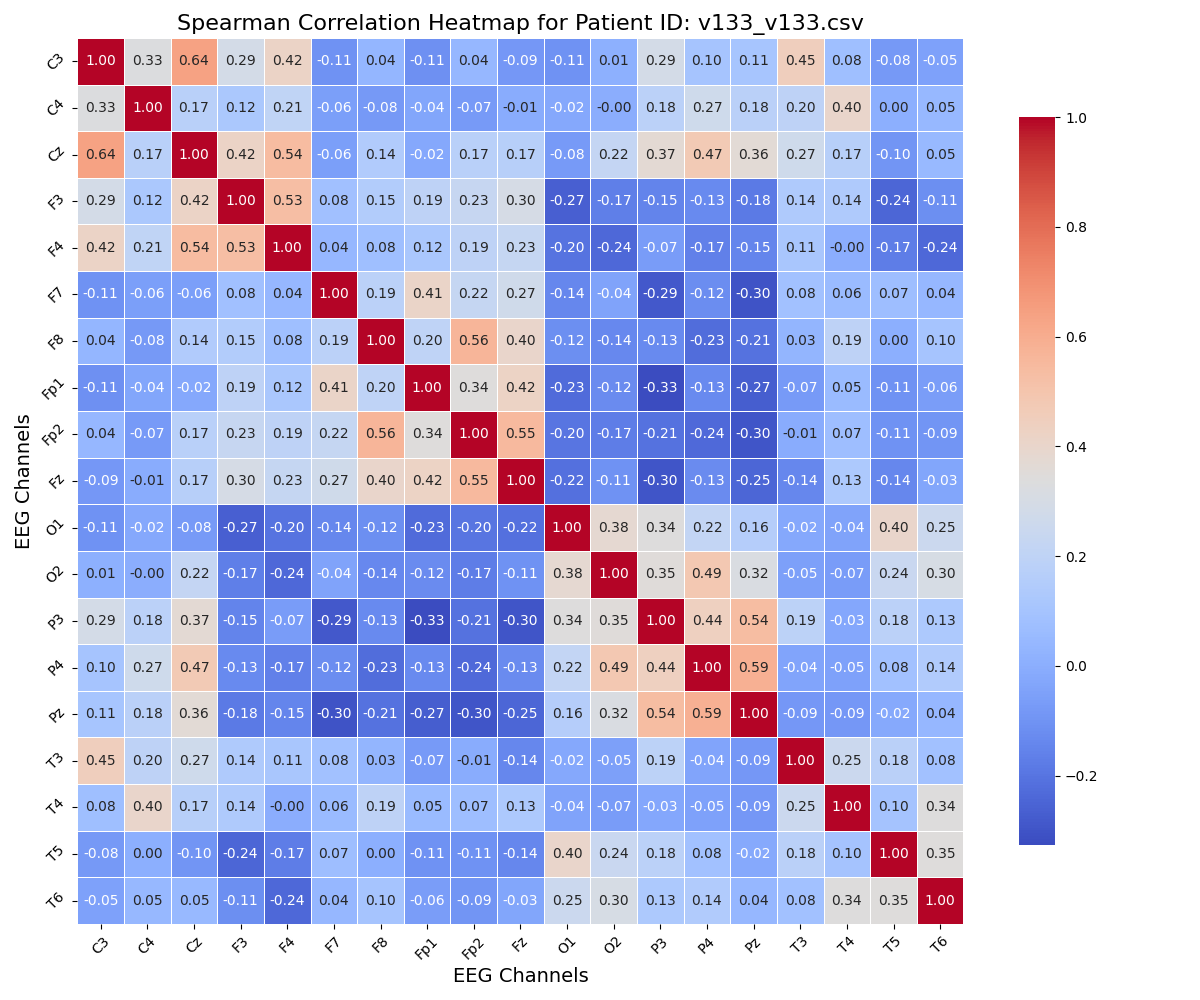 Spearman Correlation Heatmap for Patient ID: v133_v133.csv
C3 1.00 0.33 0.64 0.29 0.42 -0.11 0.04 -0.11 0.04 -0.09 -0.11 0.01 0.29 0.10 0.11 0.45 0.08 -0.08 -0.05
C4 0.33 1.00 0.17 0.12 0.21 -0.06 -0.08 -0.04 -0.07 -0.01 -0.02 -0.00 0.18 0.27 0.18 0.20 0.40 0.00 0.05
Cz 0.64 0.17 1.00 0.42 0.54 -0.06 0.14 -0.02 0.17 0.17 -0.08 0.22 0.37 0.47 0.36 0.27 0.17 -0.10 0.05
F3 0.29 0.12 0.42 1.00 0.53 0.08 0.15 0.19 0.23 0.30 -0.27 -0.17 -0.15 -0.13 -0.18 0.14 0.14 -0.24 -0.11
F4 0.42 0.21 0.54 0.53 1.00 0.04 0.08 0.12 0.19 0.23 -0.20 -0.24 -0.07 -0.17 -0.15 0.11 -0.00 -0.17 -0.24
F7 -0.11 -0.06 -0.06 0.08 0.04 1.00 0.19 0.41 0.22 0.27 -0.14 -0.04 -0.29 -0.12 -0.30 0.08 0.06 0.07 0.04
F8 0.04 -0.08 0.14 0.15 0.08 0.19 1.00 0.20 0.56 0.40 -0.12 -0.14 -0.13 -0.23 -0.21 0.03 0.19 0.00 0.10
Fp1 -0.11 -0.04 -0.02 0.19 0.12 0.41 0.20 1.00 0.34 0.42 -0.23 -0.12 -0.33 -0.13 -0.27 -0.07 0.05 -0.11 -0.06
Fp2 0.04 -0.07 0.17 0.23 0.19 0.22 0.56 0.34 1.00 0.55 -0.20 -0.17 -0.21 -0.24 -0.30 -0.01 0.07 -0.11 -0.09
Fz -0.09 -0.01 0.17 0.30 0.23 0.27 0.40 0.42 0.55 1.00 -0.22 -0.11 -0.30 -0.13 -0.25 -0.14 0.13 -0.14 -0.03
O1 -0.11 -0.02 -0.08 -0.27 -0.20 -0.14 -0.12 -0.23 -0.20 -0.22 1.00 0.38 0.34 0.22 0.16 -0.02 -0.04 0.40 0.25
O2 0.01 -0.00 0.22 -0.17 -0.24 -0.04 -0.14 -0.12 -0.17 -0.11 0.38 1.00 0.35 0.49 0.32 -0.05 -0.07 0.24 0.30
P3 0.29 0.18 0.37 -0.15 -0.07 -0.29 -0.13 -0.33 -0.21 -0.30 0.34 0.35 1.00 0.44 0.54 0.19 -0.03 0.18 0.13
P4 0.10 0.27 0.47 -0.13 -0.17 -0.12 -0.23 -0.13 -0.24 -0.13 0.22 0.49 0.44 1.00 0.59 -0.04 -0.05 0.08 0.14
Pz 0.11 0.18 0.36 -0.18 -0.15 -0.30 -0.21 -0.27 -0.30 -0.25 0.16 0.32 0.54 0.59 1.00 -0.09 -0.09 -0.02 0.04
T3 0.45 0.20 0.27 0.14 0.11 0.08 0.03 -0.07 -0.01 -0.14 -0.02 -0.05 0.19 -0.04 -0.09 1.00 0.25 0.18 0.08
T4 0.08 0.40 0.17 0.14 -0.00 0.06 0.19 0.05 0.07 0.13 -0.04 -0.07 -0.03 -0.05 -0.09 0.25 1.00 0.10 0.34
T5 -0.08 0.00 -0.10 -0.24 -0.17 0.07 0.00 -0.11 -0.11 -0.14 0.40 0.24 0.18 0.08 -0.02 0.18 0.10 1.00 0.35
T6 -0.05 0.05 0.05 -0.11 -0.24 0.04 0.10 -0.06 -0.09 -0.03 0.25 0.30 0.13 0.14 0.04 0.08 0.34 0.35 1.00
C3 C4 Cz F3 F4 F7 F8 Fp1 Fp2 Fz O1 O2 P3 P4 Pz T3 T4 T5 T6
EEG Channels
EEG Channels
1.0
0.8
0.6
0.4
0.2
0.0
−0.2